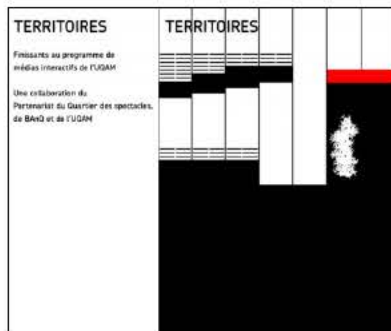 TERRITOIRES
Finissants au programme de
médias interactifs de l'UQAM
Une collaboration du
Partenariat du Quartier des spectacles,
de BAnQ et de l'UQAM
TERRITOIRES